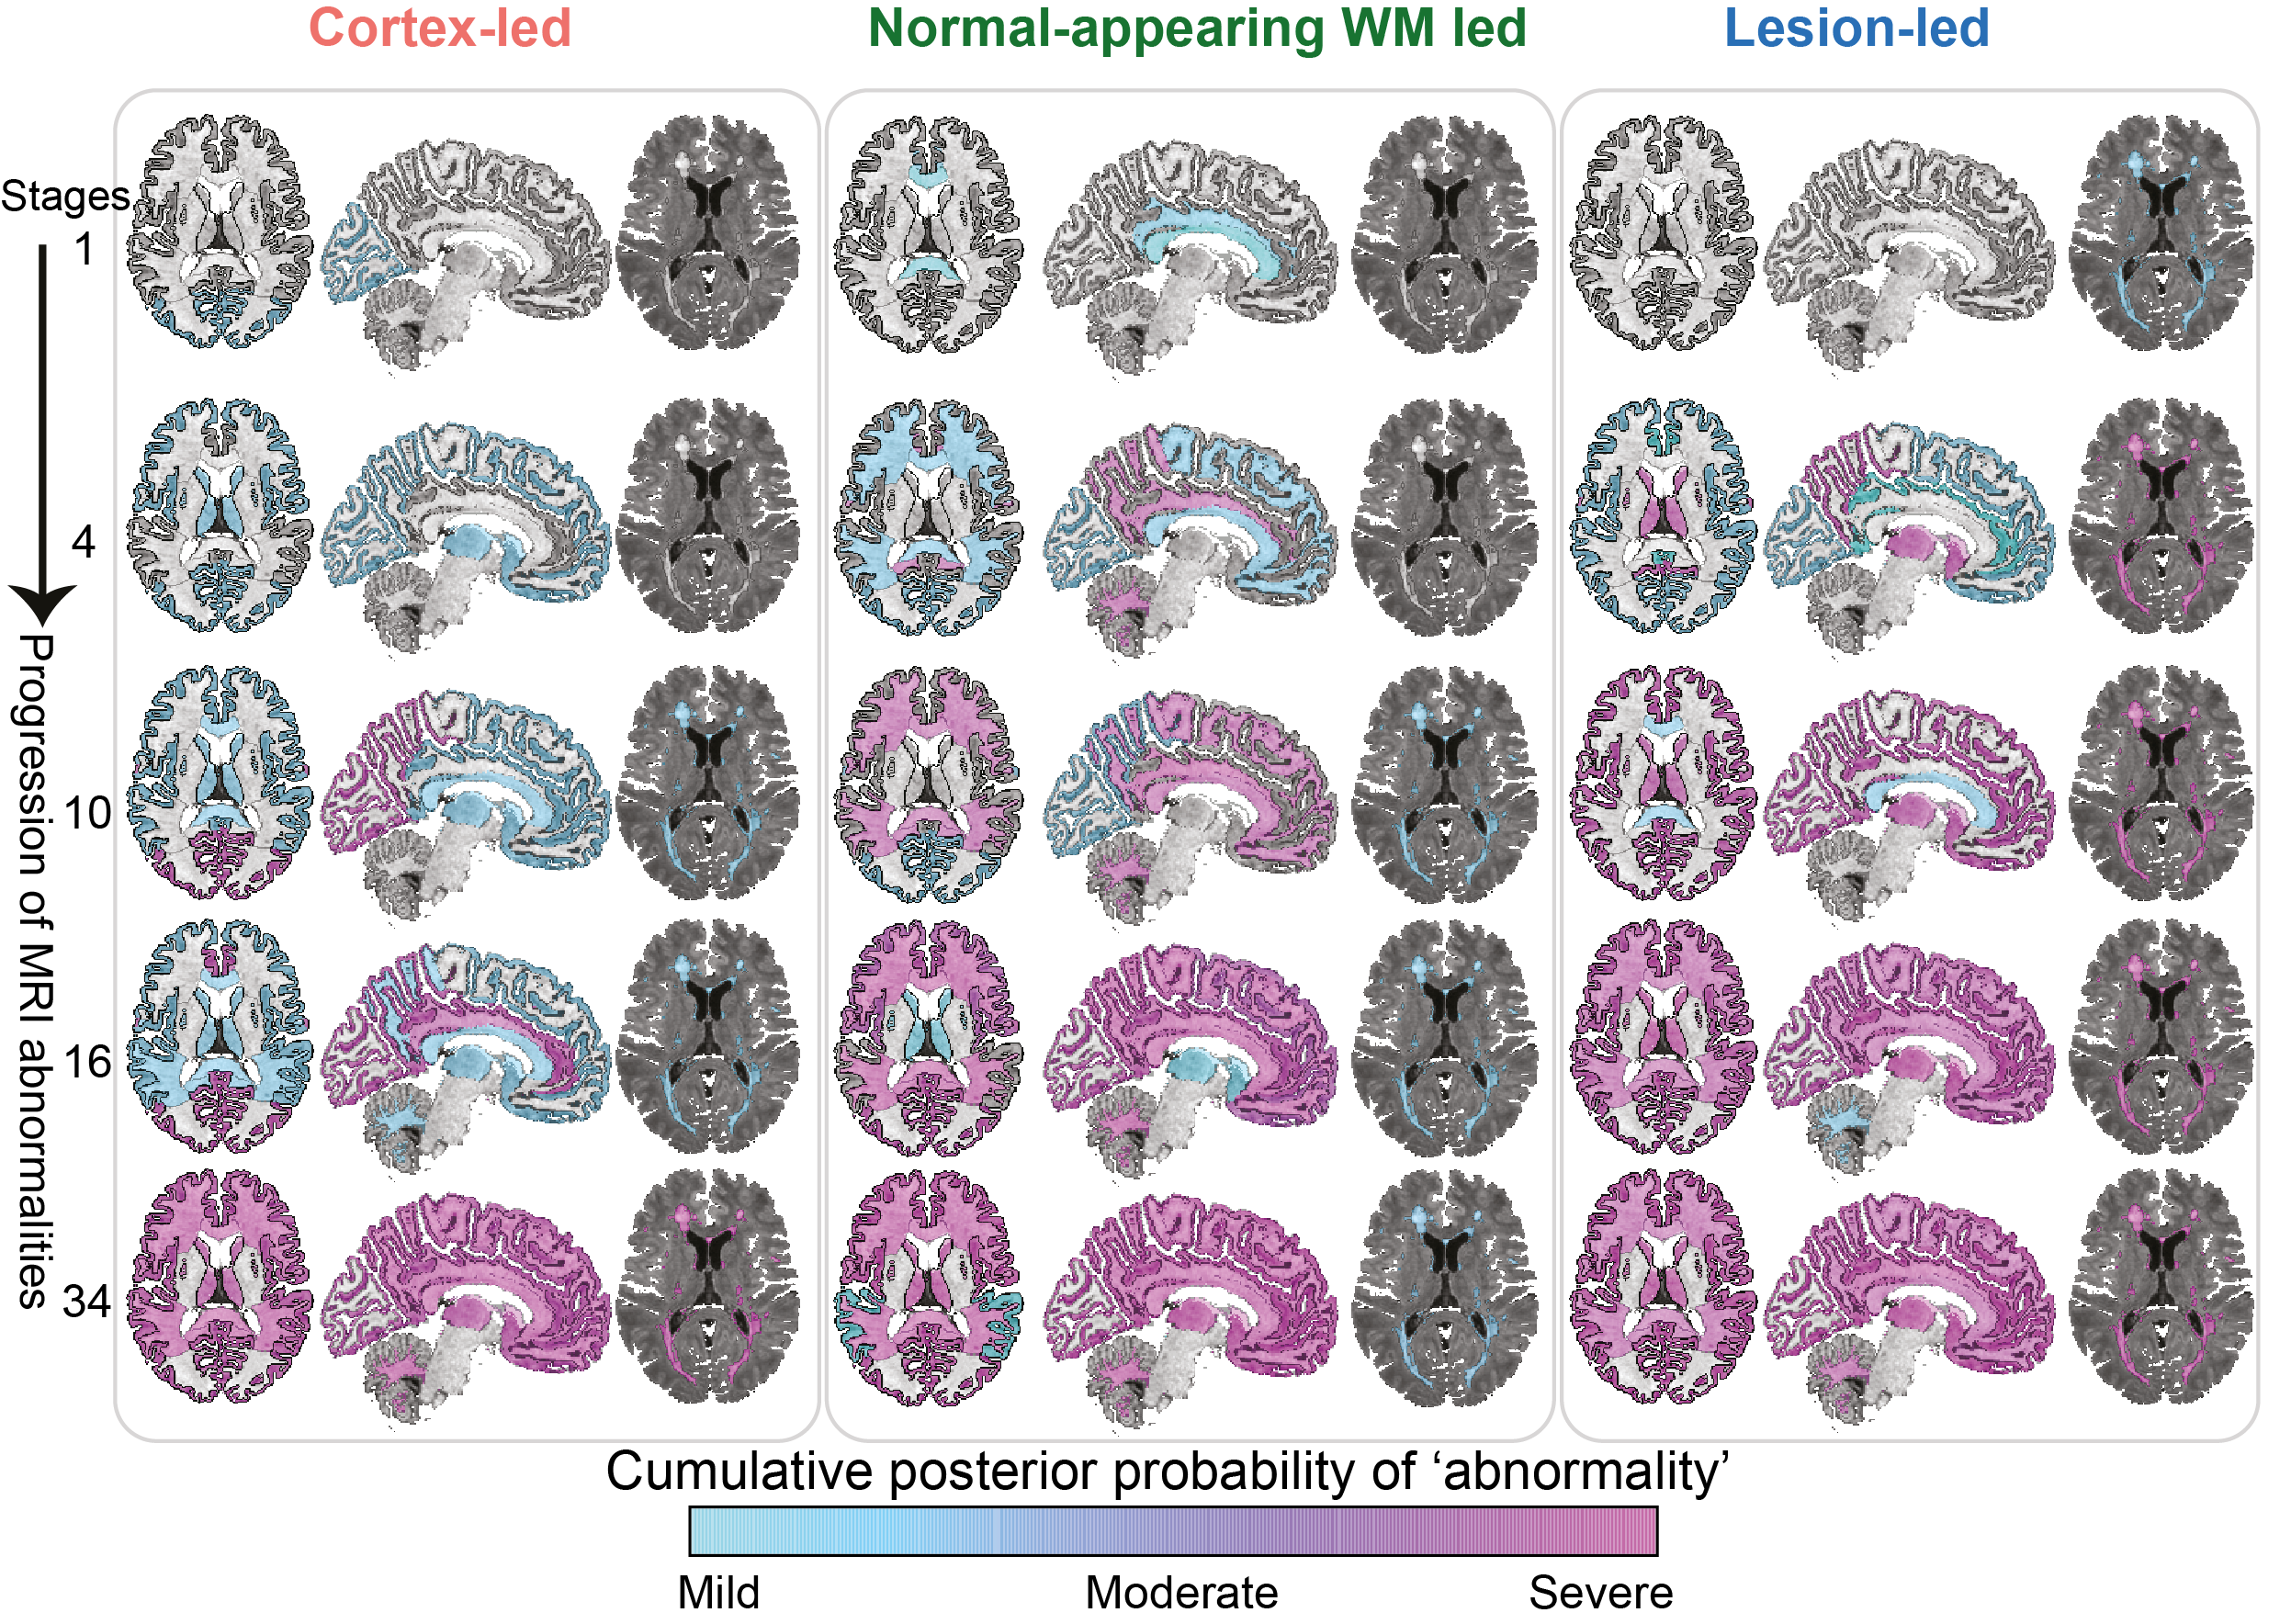 Cortex-led
Normal-appearing WM led
Lesion-led
Stages
1
4
10
16
34
Progression of MRI abnormalities
Cumulative posterior probability of ‘abnormality’
Mild
Moderate
Severe